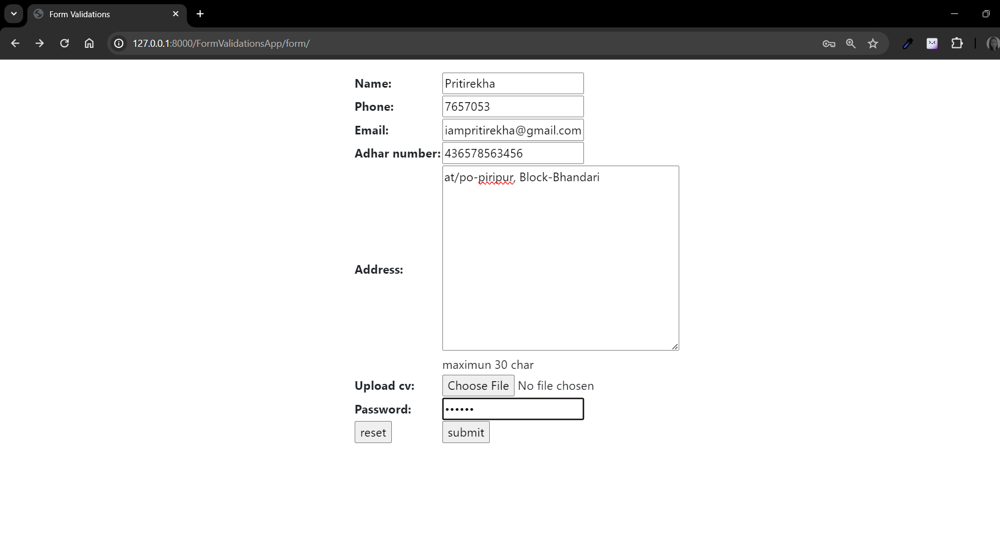 Form Validations
127.0.0.1:8000/FormValidationsApp/form/
Name: Pritirekha
Phone: 7657053
Email: iampritirekha@gmail.com
Adhar number: 436578563456
at/po-piripur, Block-Bhandari
Address:
maximun 30 char
Upload cv: Choose File No file chosen
Password: ••••••
reset submit